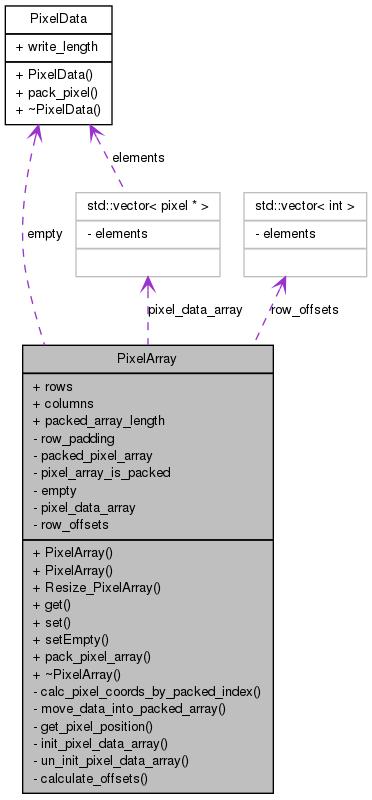 PixelData
+ write_length
+ PixelData()
+ pack_pixel()
+ ~PixelData()
elements
std::vector< pixel * >
- elements
std::vector< int >
- elements
empty
pixel_data_array
row_offsets
PixelArray
+ rows
+ columns
+ packed_array_length
- row_padding
- packed_pixel_array
- pixel_array_is_packed
- empty
- pixel_data_array
- row_offsets
+ PixelArray()
+ PixelArray()
+ Resize_PixelArray()
+ get()
+ set()
+ setEmpty()
+ pack_pixel_array()
+ ~PixelArray()
- calc_pixel_coords_by_packed_index()
- move_data_into_packed_array()
- get_pixel_position()
- init_pixel_data_array()
- un_init_pixel_data_array()
- calculate_offsets()